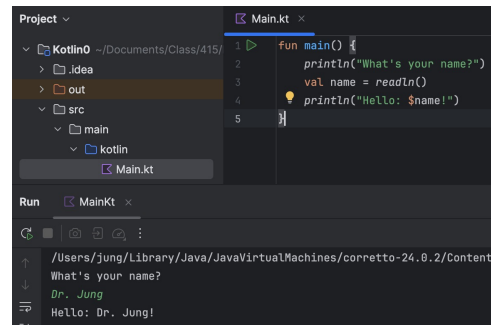 Project
Main.kt
Kotlin0 ~/Documents/Class/415/
.idea
out
src
main
kotlin
Main.kt
1 fun main() {
2 println("What's your name?")
3 val name = readln()
4 println("Hello: $name!")
5 }
Run MainKt
/Users/jung/Library/Java/JavaVirtualMachines/corretto-24.0.2/Content
What's your name?
Dr. Jung
Hello: Dr. Jung!